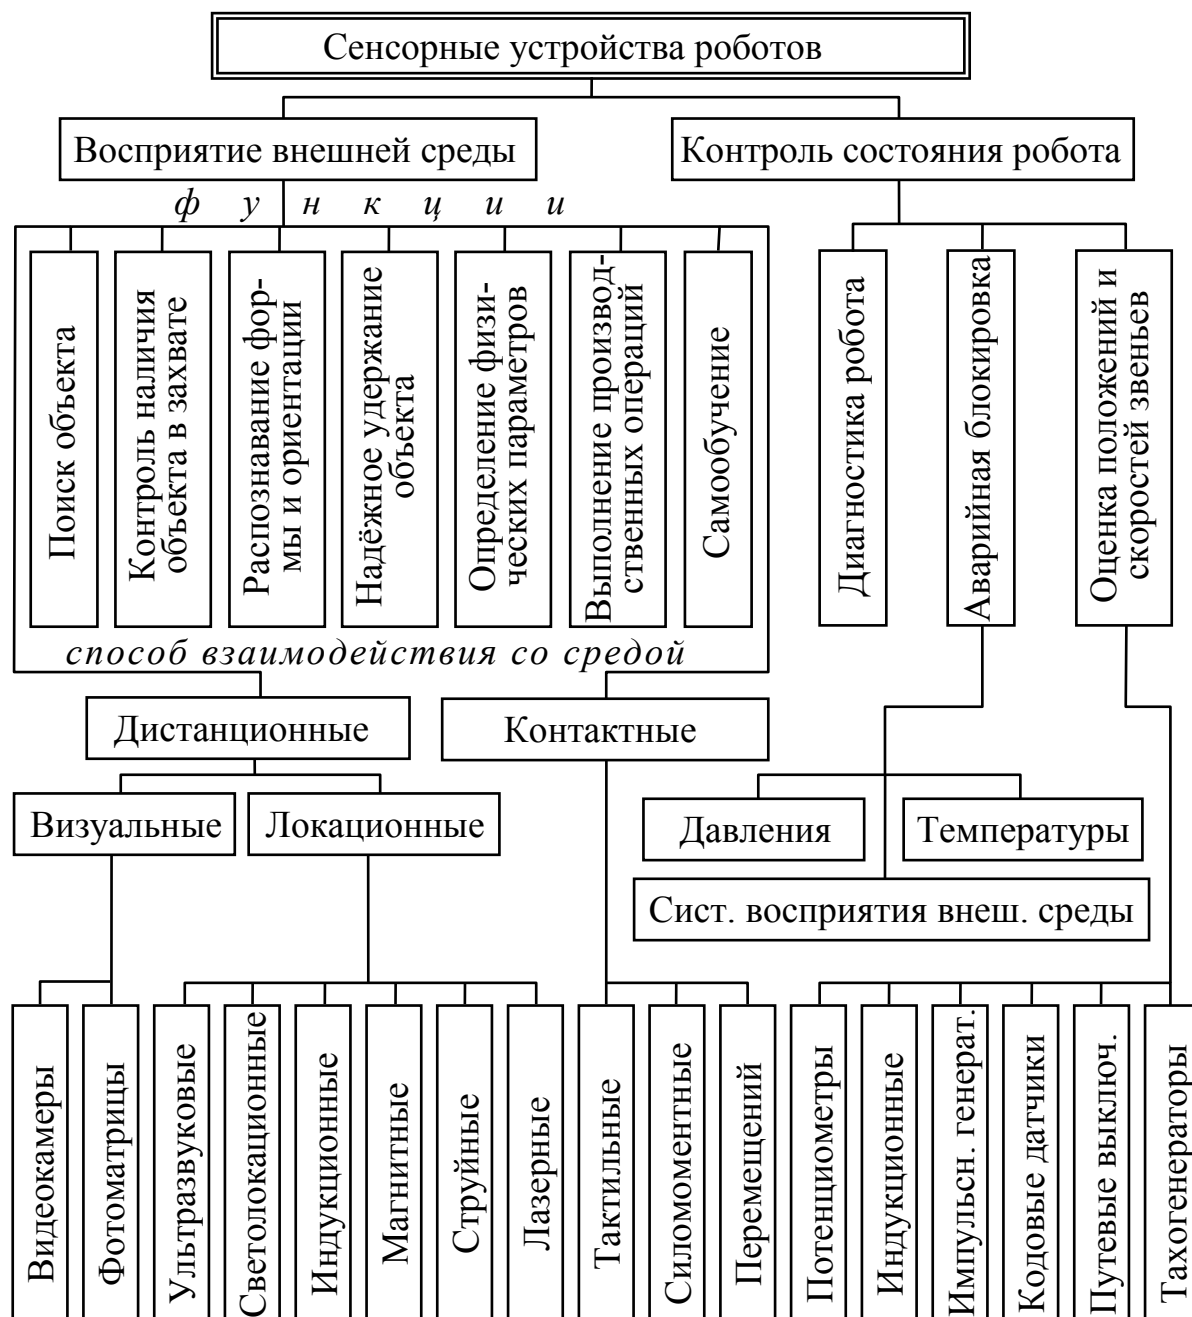 Сенсорные устройства роботов
Восприятие внешней среды
Контроль состояния робота
функции
Поиск объекта
Контроль наличия
объекта в захвате
Распознавание фор-
мы и ориентации
Надёжное удержание
объекта
Определение физи-
ческих параметров
Выполнение производ-
ственных операций
Самообучение
Диагностика робота
Аварийная блокировка
Оценка положений и
скоростей звеньев
способ взаимодействия со средой
Дистанционные
Контактные
Визуальные
Локационные
Давления
Температуры
Сист. восприятия внеш. среды
Видеокамеры
Фотоматрицы
Ультразвуковые
Светолокационные
Индукционные
Магнитные
Струйные
Лазерные
Тактильные
Силомоментные
Перемещений
Потенциометры
Индукционные
Импульсн. генерат.
Кодовые датчики
Путевые выключ.
Тахогенераторы